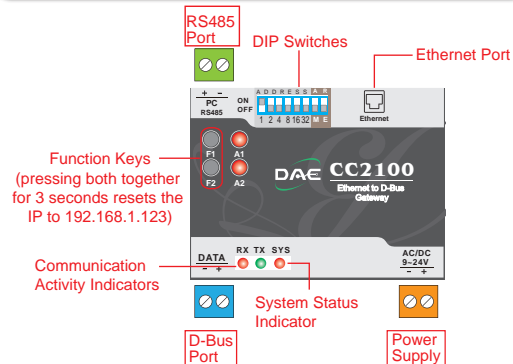 RS485
Port
DIP Switches
Ethernet Port
+ -
PC
RS485
ON
OFF
A D D R E S S A R
1 2 4 8 16 32 M E
Ethernet
Function Keys
(pressing both together
for 3 seconds resets the
IP to 192.168.1.123)
F1 A1
F2 A2
DAE CC2100
Ethernet to D-Bus
Gateway
RX TX SYS
DATA
- +
AC/DC
9~24V
- +
Communication
Activity Indicators
System Status
Indicator
D-Bus
Port
Power
Supply